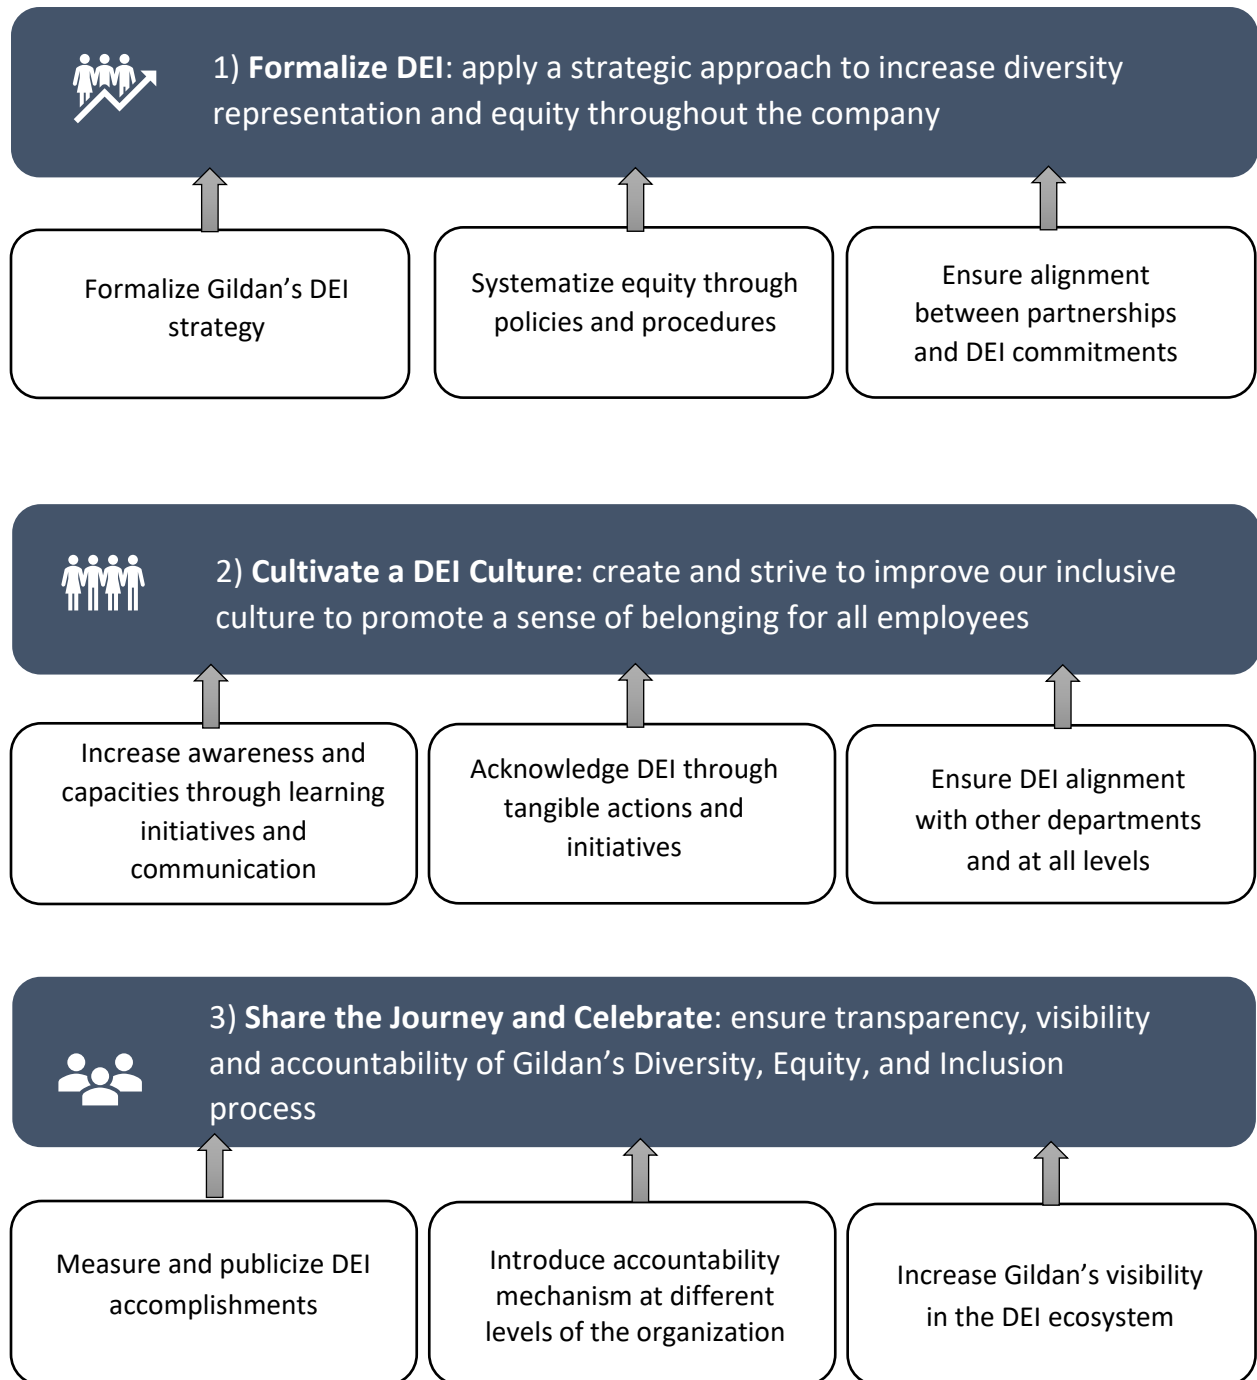 1) Formalize DEI: apply a strategic approach to increase diversity
representation and equity throughout the company
Formalize Gildan’s DEI
strategy
Systematize equity through
policies and procedures
Ensure alignment
between partnerships
and DEI commitments
2) Cultivate a DEI Culture: create and strive to improve our inclusive
culture to promote a sense of belonging for all employees
Increase awareness and
capacities through learning
initiatives and
communication
Acknowledge DEI through
tangible actions and
initiatives
Ensure DEI alignment
with other departments
and at all levels
3) Share the Journey and Celebrate: ensure transparency, visibility
and accountability of Gildan’s Diversity, Equity, and Inclusion
process
Measure and publicize DEI
accomplishments
Introduce accountability
mechanism at different
levels of the organization
Increase Gildan’s visibility
in the DEI ecosystem